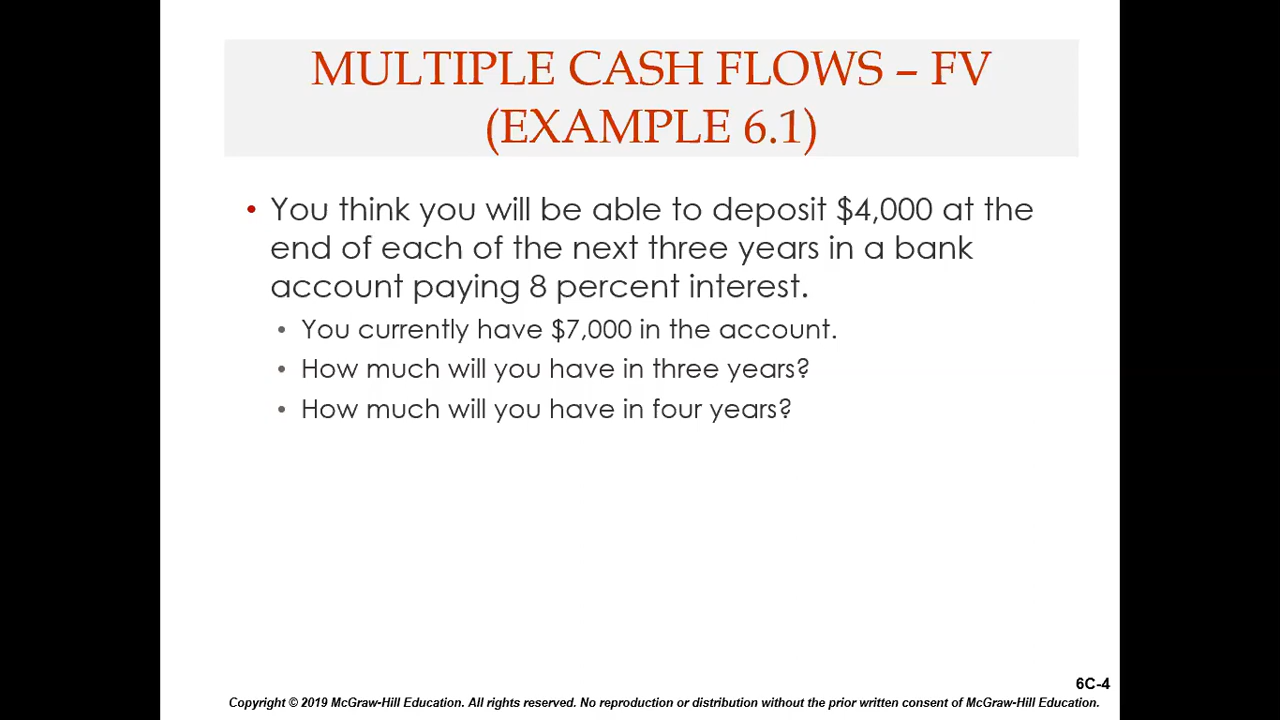 MULTIPLE CASH FLOWS – FV
(EXAMPLE 6.1)
• You think you will be able to deposit $4,000 at the
end of each of the next three years in a bank
account paying 8 percent interest.
• You currently have $7,000 in the account.
• How much will you have in three years?
• How much will you have in four years?
6C-4
Copyright © 2019 McGraw-Hill Education. All rights reserved. No reproduction or distribution without the prior written consent of McGraw-Hill Education.